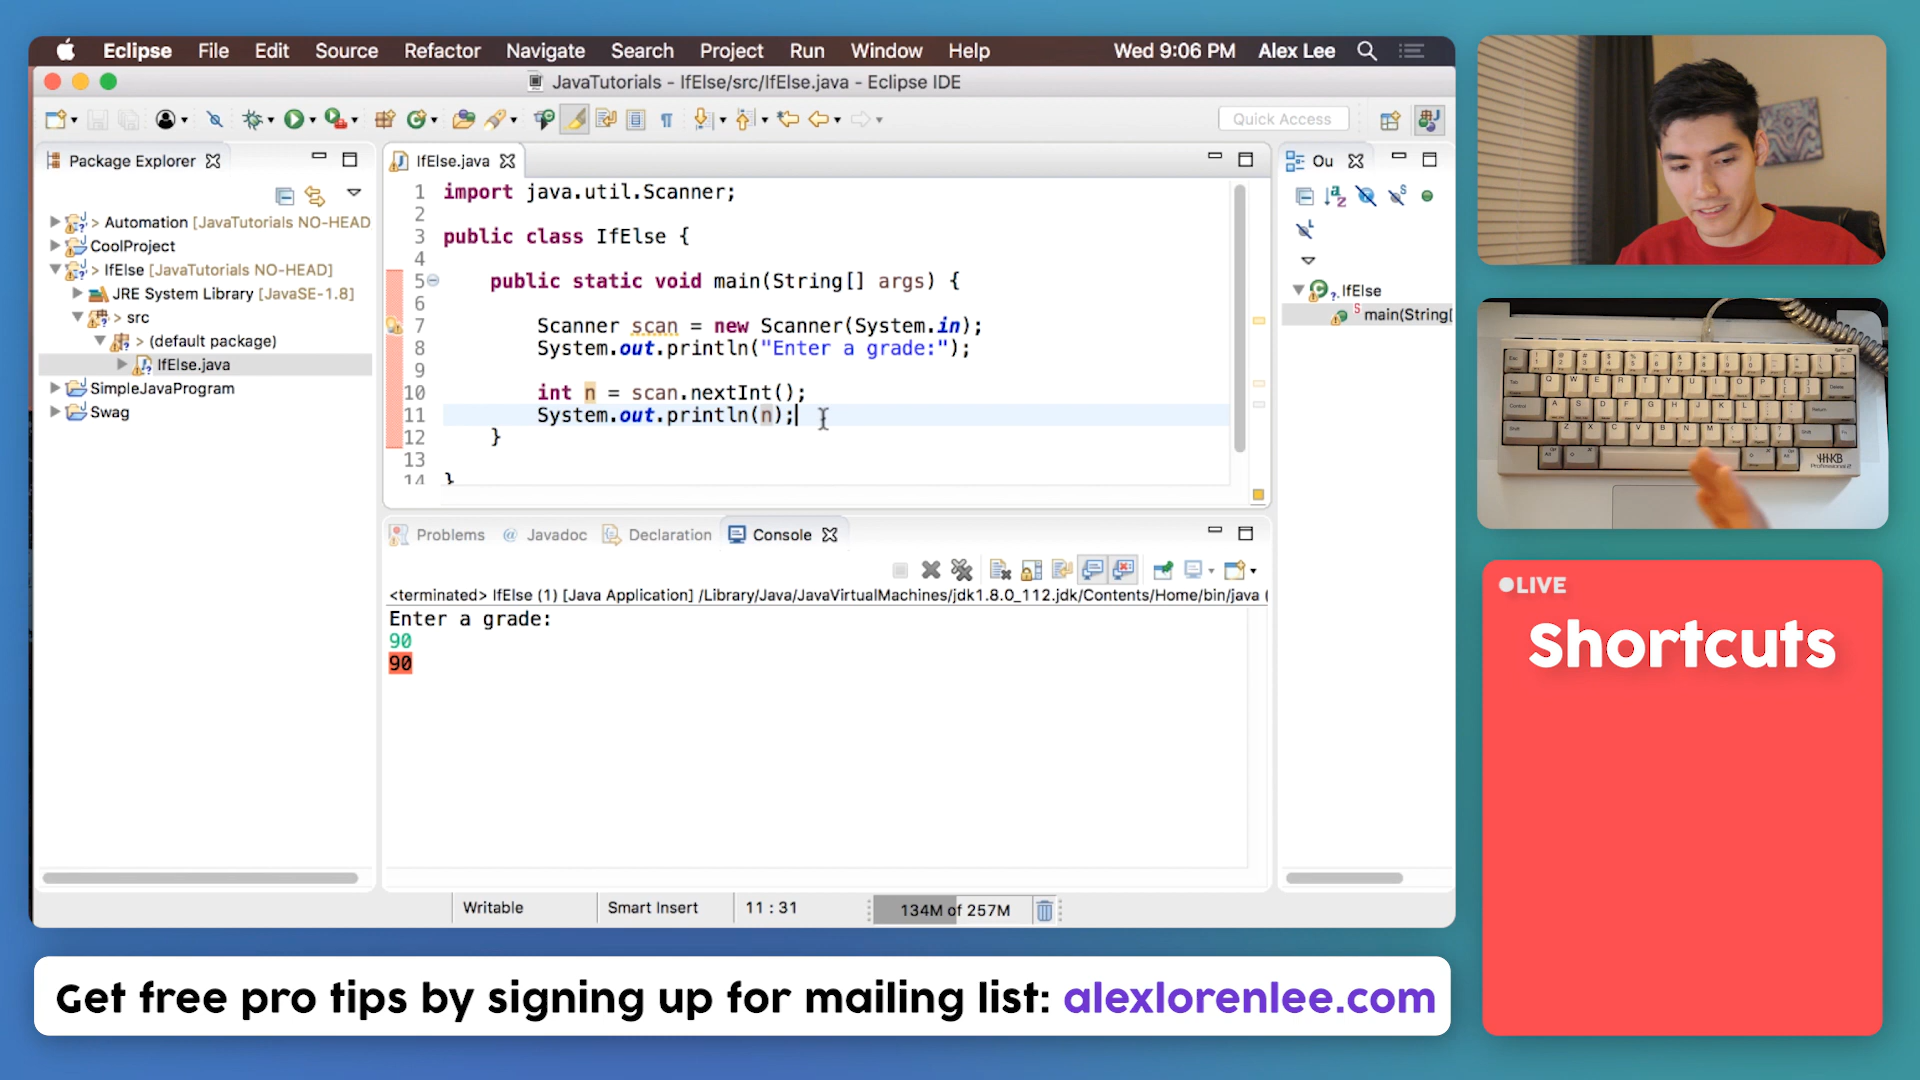 Eclipse File Edit Source Refactor Navigate Search Project Run Window Help Wed 9:06 PM Alex Lee
JavaTutorials - IfElse/src/IfElse.java - Eclipse IDE
Quick Access
Package Explorer
> Automation [JavaTutorials NO-HEAD
CoolProject
> IfElse [JavaTutorials NO-HEAD]
JRE System Library [JavaSE-1.8]
> src
> (default package)
IfElse.java
SimpleJavaProgram
Swag
IfElse.java
1 import java.util.Scanner;
2
3 public class IfElse {
4
5 public static void main(String[] args) {
6
7 Scanner scan = new Scanner(System.in);
8 System.out.println("Enter a grade:");
9
10 int n = scan.nextInt();
11 System.out.println(n);
12 }
13
14 }
Ou
IfElse
main(String[
Problems @ Javadoc Declaration Console
<terminated> IfElse (1) [Java Application] /Library/Java/JavaVirtualMachines/jdk1.8.0_112.jdk/Contents/Home/bin/java (
Enter a grade:
90
90
Writable Smart Insert 11 : 31 134M of 257M
LIVE
Shortcuts
Get free pro tips by signing up for mailing list: alexlorenlee.com